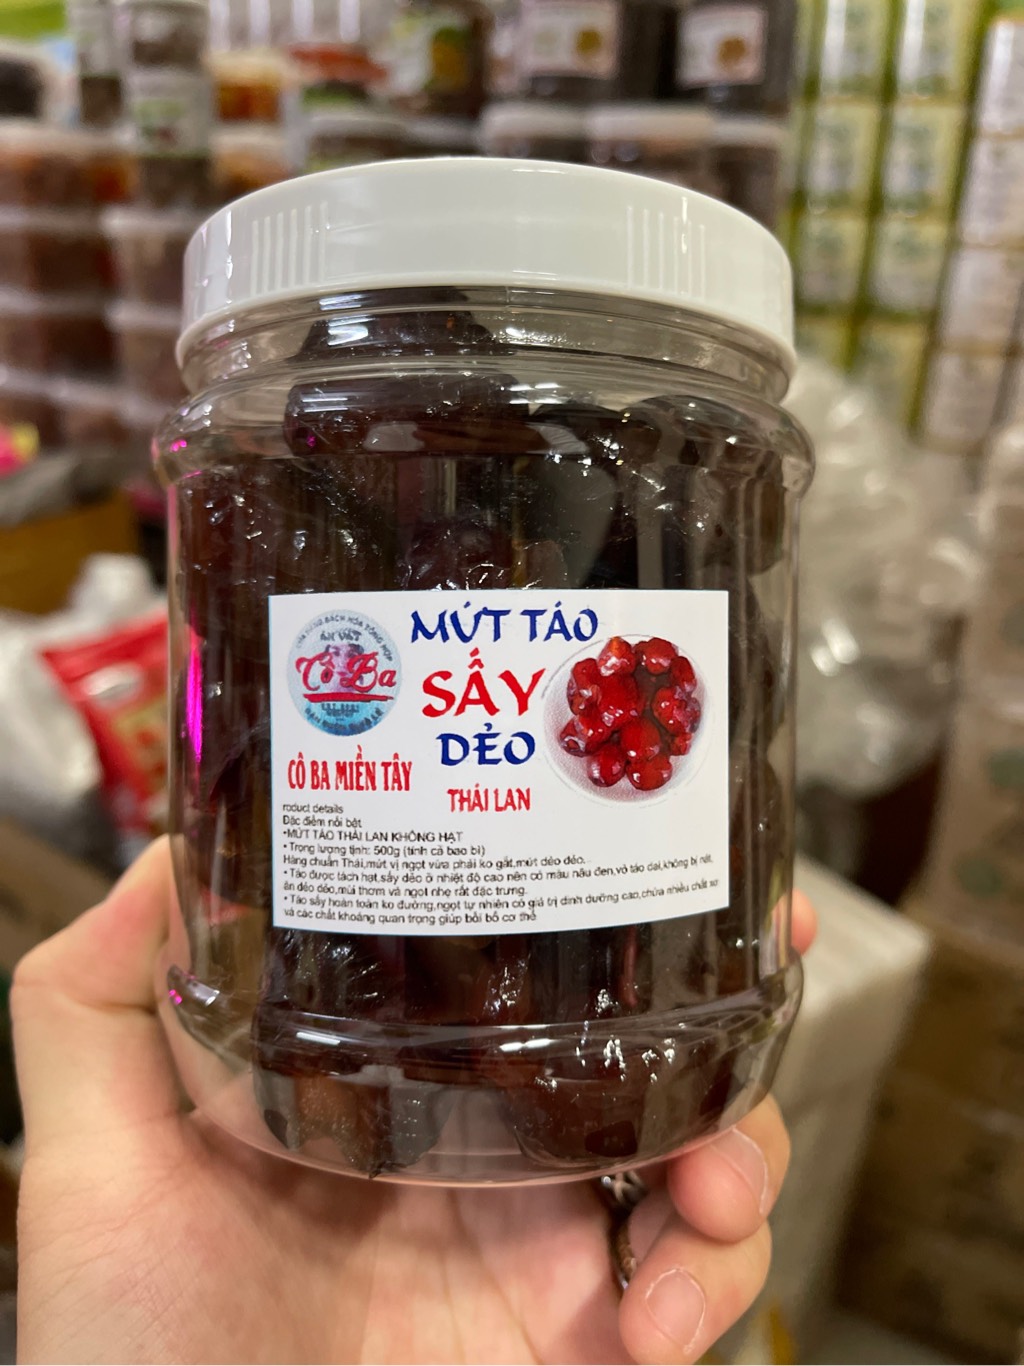 ĂN VẶT
Cô Ba
CÔ BA MIỀN TÂY
MỨT TÁO
SẤY
DẺO
THÁI LAN
roduct details
Đặc điểm nổi bật
•MỨT TÁO THÁI LAN KHÔNG HẠT
• Trọng lượng tịnh: 500g (tính cả bao bì)
Hàng chuẩn Thái,mứt vị ngọt vừa phải ko gắt,mứt dẻo dẻo..
• Táo được tách hạt,sấy dẻo ở nhiệt độ cao nên có màu nâu đen,vỏ táo dai,không bị nát,
ăn dẻo dẻo,mùi thơm và ngọt nhẹ rất đặc trưng.
• Táo sấy hoàn toàn ko đường,ngọt tự nhiên có giá trị dinh dưỡng cao,chứa nhiều chất xơ
và các chất khoáng quan trọng giúp bồi bổ cơ thể